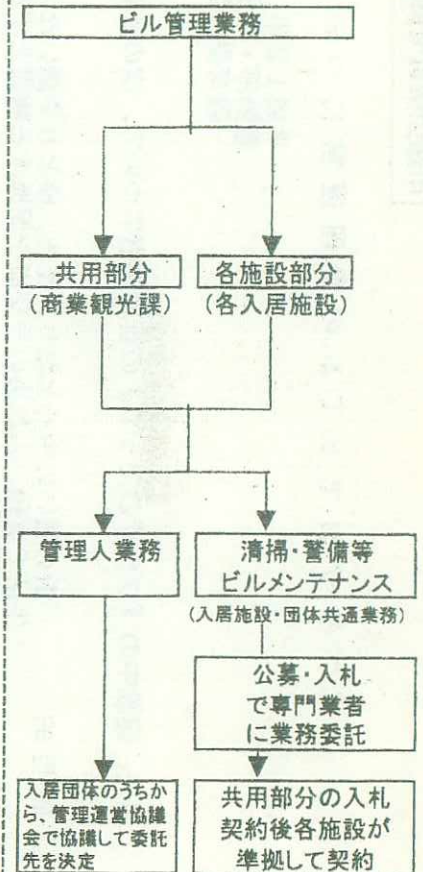 ビル管理業務
共用部分
(商業観光課)
各施設部分
(各入居施設)
管理人業務
清掃・警備等
ビルメンテナンス
(入居施設・団体共通業務)
公募・入札
で専門業者
に業務委託
入居団体のうちか
ら、管理運営協議
会で協議して委託
先を決定
共用部分の入札
契約後各施設が
準拠して契約